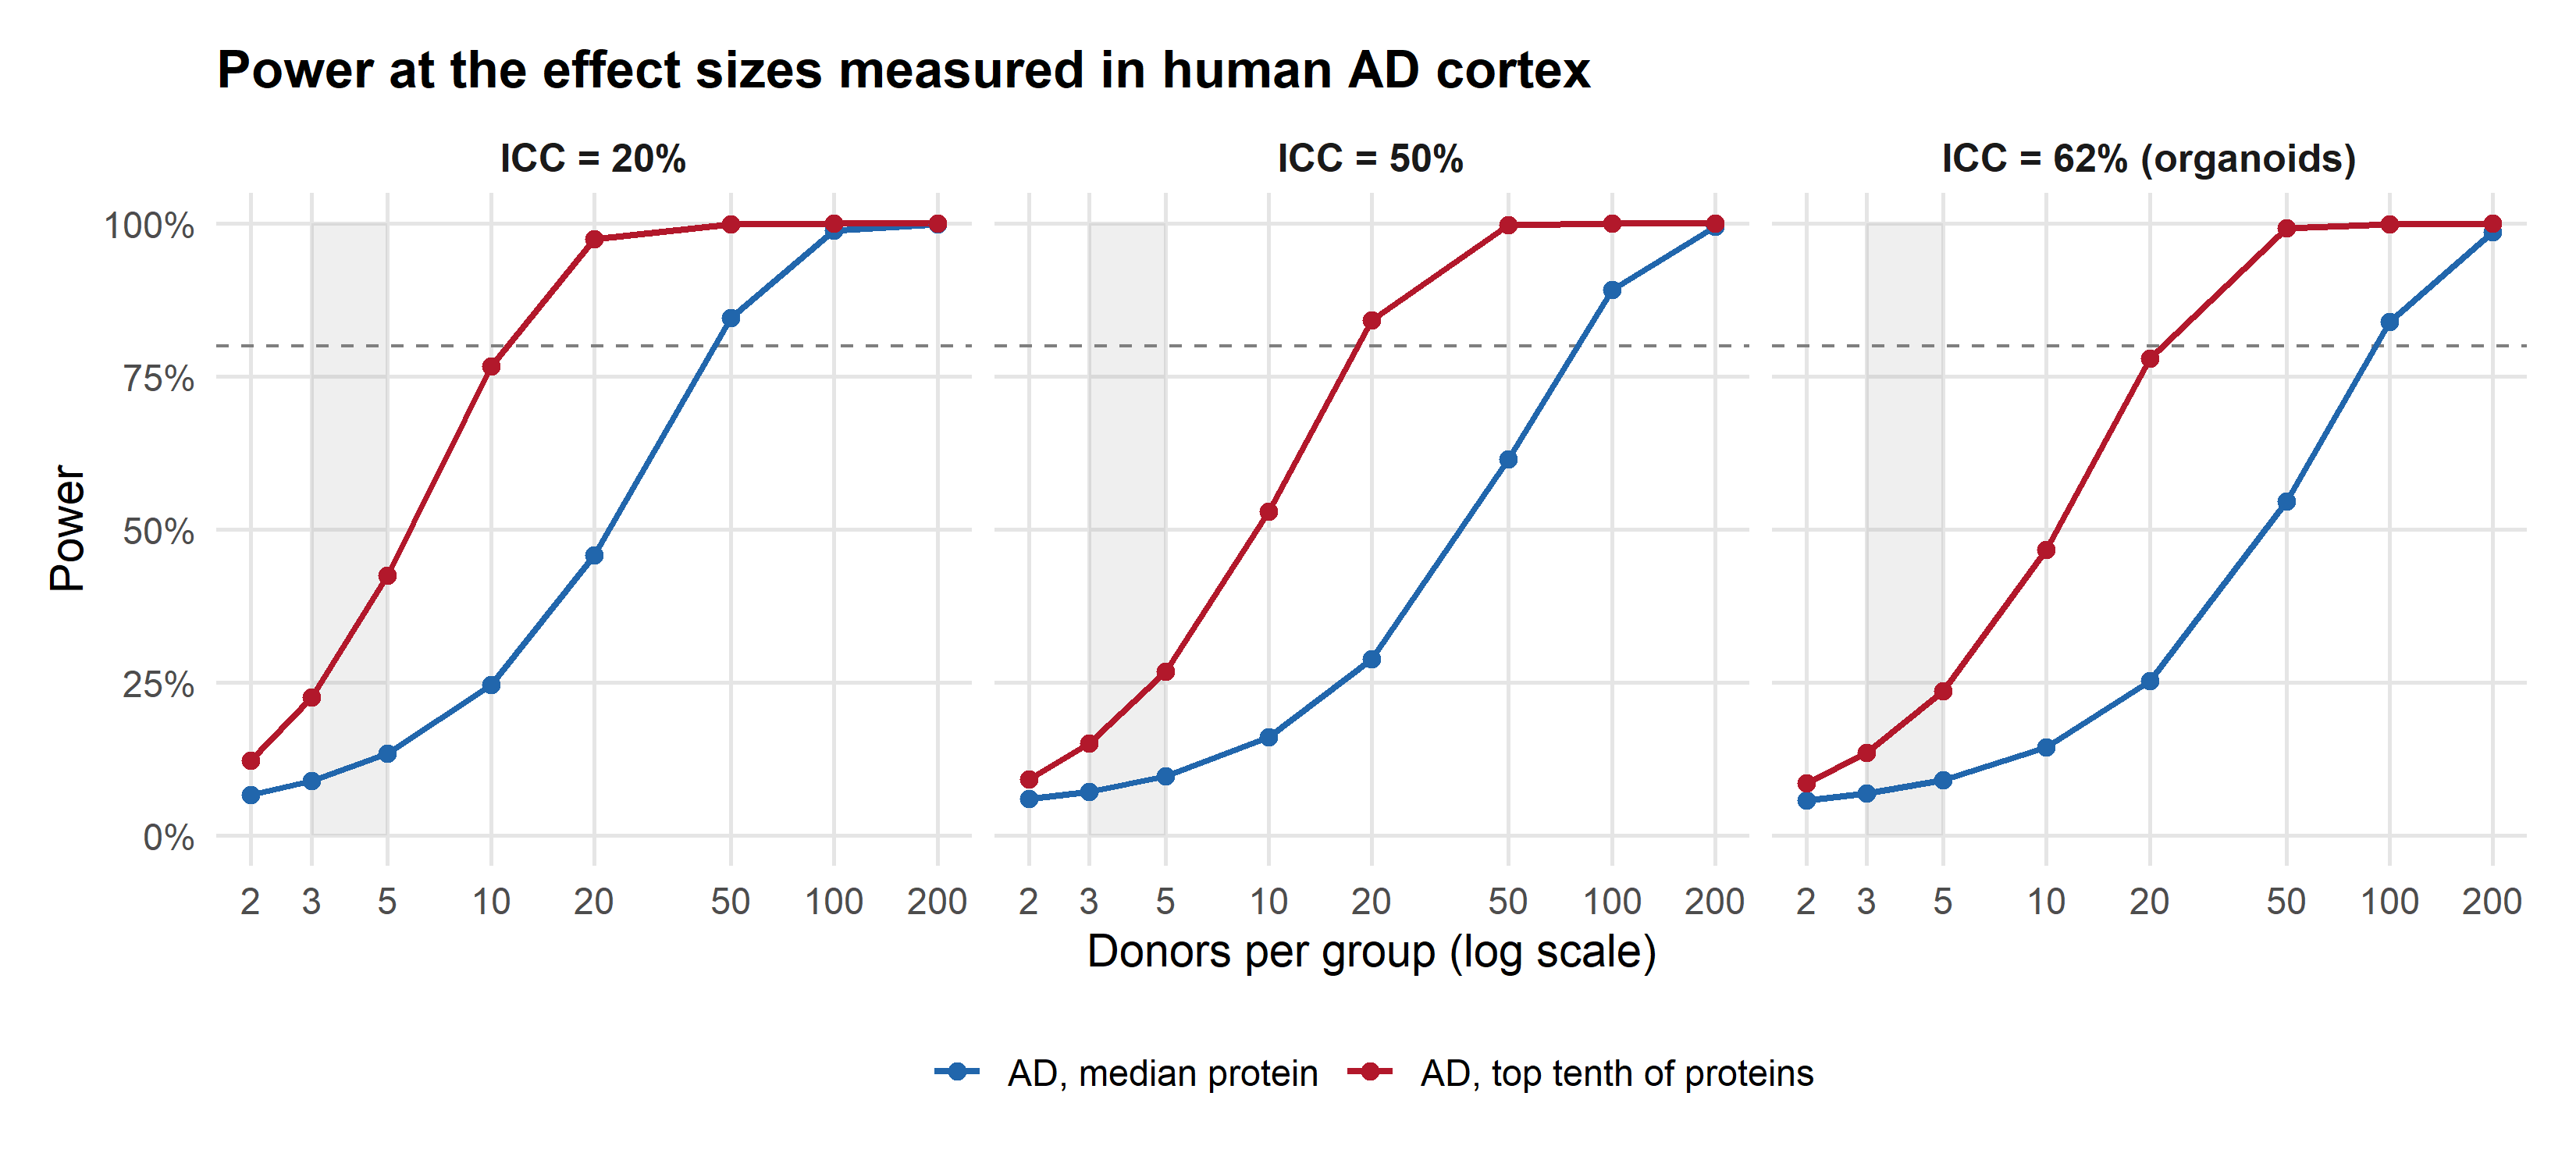 Power at the effect sizes measured in human AD cortex
ICC = 20%
ICC = 50%
ICC = 62% (organoids)
Power
100%
75%
50%
25%
0%
2 3 5 10 20 50 100 200
2 3 5 10 20 50 100 200
2 3 5 10 20 50 100 200
Donors per group (log scale)
AD, median protein
AD, top tenth of proteins